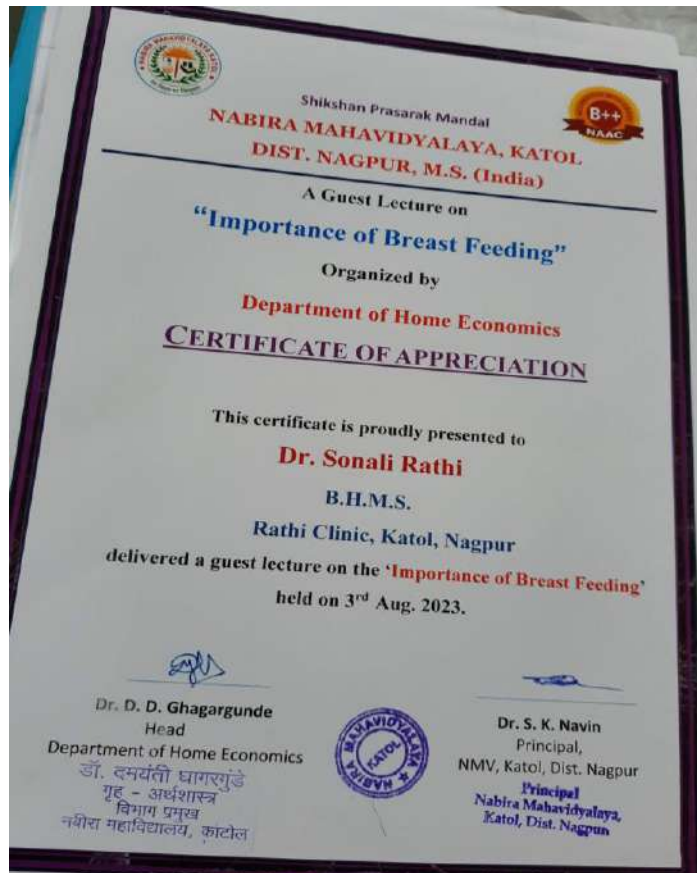 NABIRA MAHAVIDYALAYA KATOL
Shikshan Prasarak Mandal
B++
NAAC
NABIRA MAHAVIDYALAYA, KATOL
DIST. NAGPUR, M.S. (India)
A Guest Lecture on
“Importance of Breast Feeding”
Organized by
Department of Home Economics
CERTIFICATE OF APPRECIATION
This certificate is proudly presented to
Dr. Sonali Rathi
B.H.M.S.
Rathi Clinic, Katol, Nagpur
delivered a guest lecture on the ‘Importance of Breast Feeding’
held on 3rd Aug. 2023.
Dr. D. D. Ghagargunde
Head
Department of Home Economics
डॉ. दमयंती घागरगुंडे
गृह - अर्थशास्त्र
विभाग प्रमुख
नबीरा महाविद्यालय, काटोल
NABIRA MAHAVIDYALAYA
KATOL
Dr. S. K. Navin
Principal,
NMV, Katol, Dist. Nagpur
Principal
Nabira Mahavidyalaya,
Katol, Dist. Nagpun